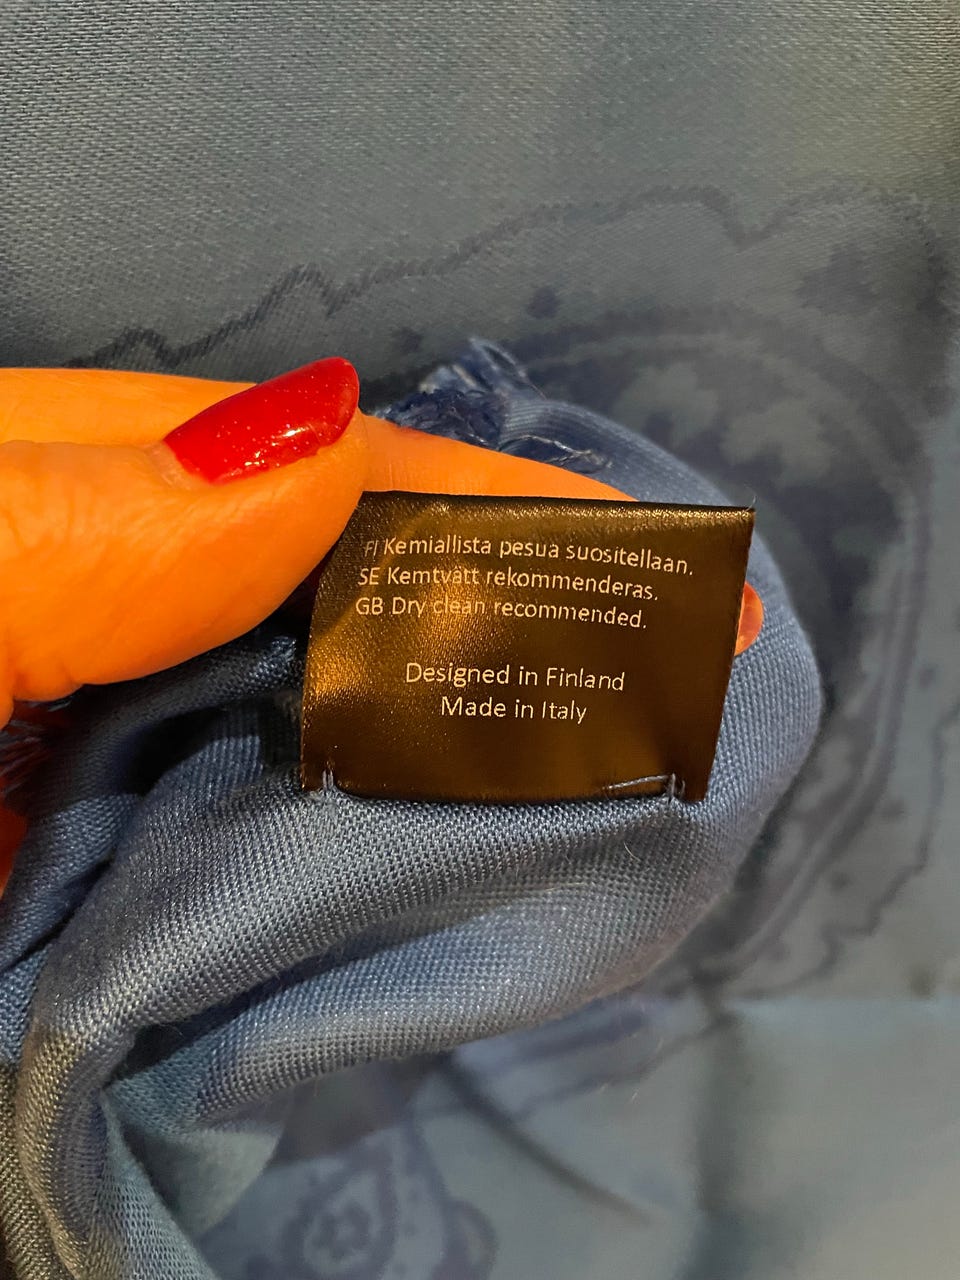 FI Kemiallista pesua suositellaan.
SE Kemtvätt rekommenderas.
GB Dry clean recommended.
Designed in Finland
Made in Italy